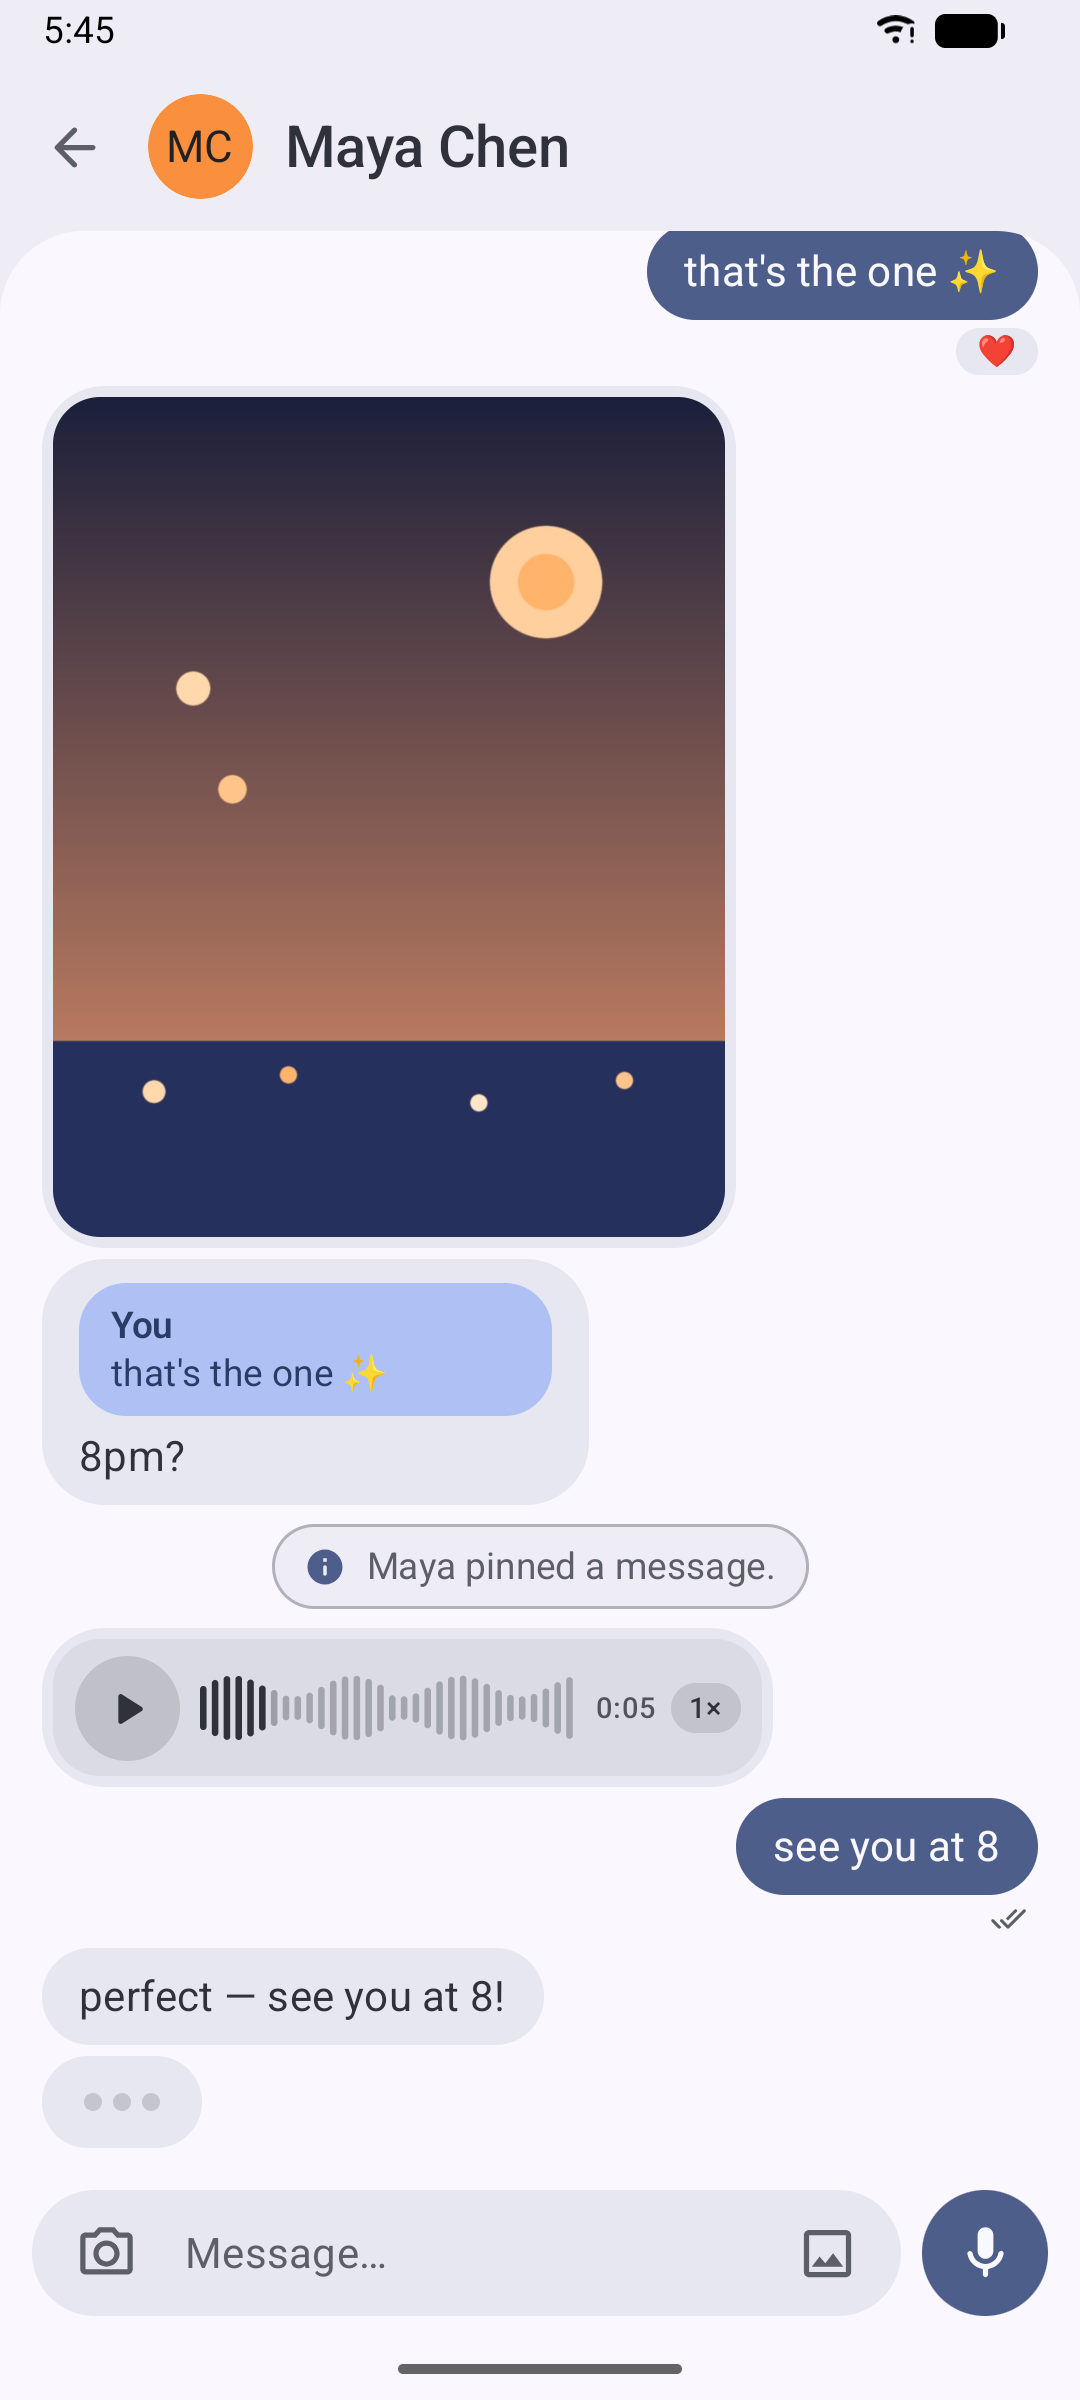 5:45
MC
Maya Chen
that's the one ✨
❤️
You
that's the one ✨
8pm?
Maya pinned a message.
0:05
1×
see you at 8
perfect — see you at 8!
Message…